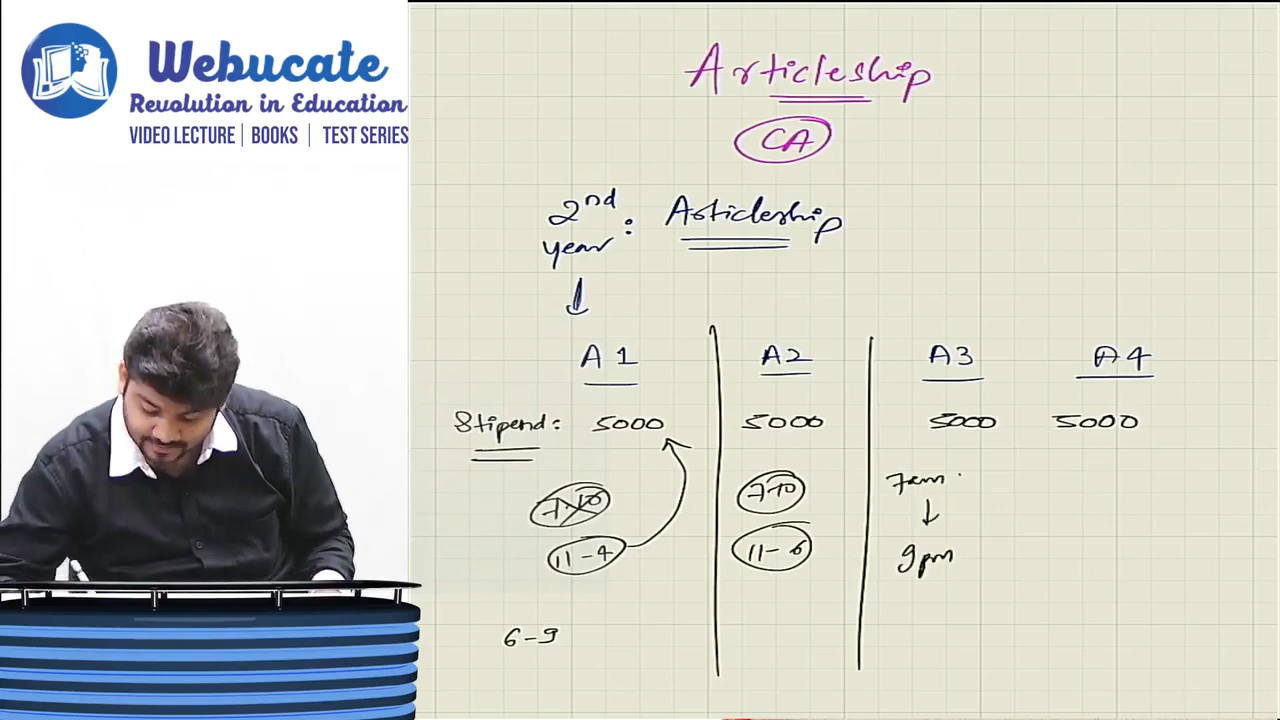 Webucate
Revolution in Education
VIDEO LECTURE | BOOKS | TEST SERIES
Articleship
CA
2nd year : Articleship
A1 A2 A3 A4
Stipend: 5000 5000 5000 5000
7-10 7-10 7am
11-4 11-6 9pm
6-9